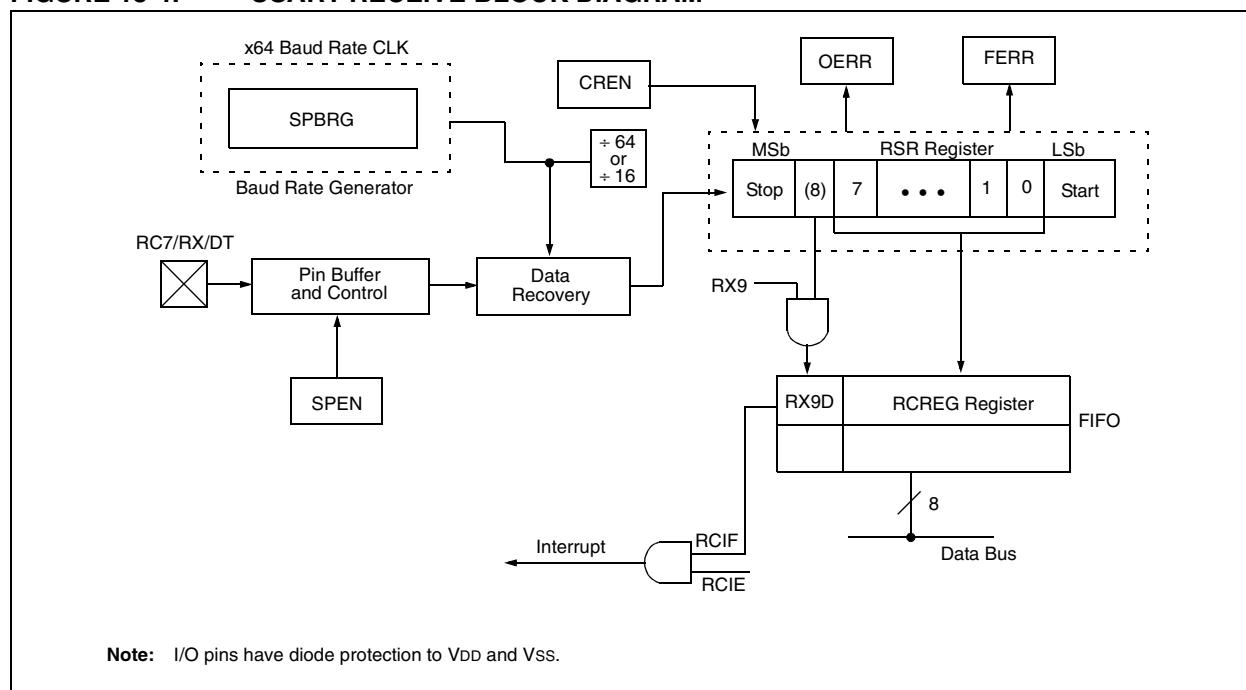 x64 Baud Rate CLK
SPBRG
Baud Rate Generator
CREN
OERR
FERR
÷ 64
or
÷ 16
MSb
RSR Register
LSb
Stop
(8)
7
• • •
1
0
Start
RC7/RX/DT
Pin Buffer
and Control
Data
Recovery
SPEN
RX9
RX9D
RCREG Register
FIFO
8
Data Bus
Interrupt
RCIF
RCIE
Note: I/O pins have diode protection to VDD and VSS.